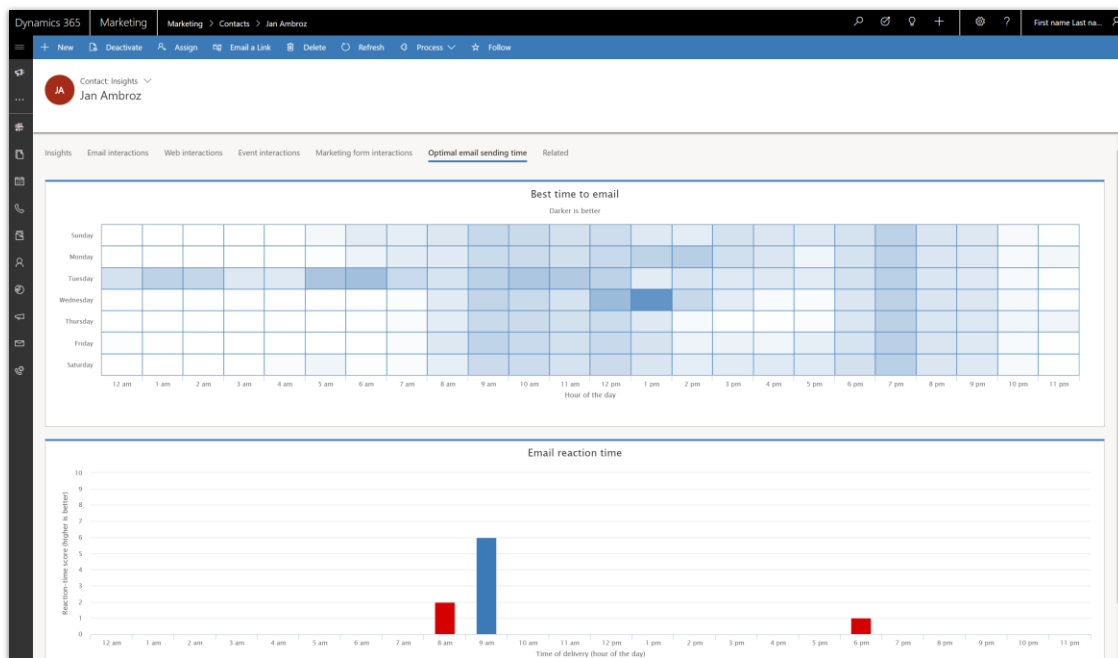 Dynamics 365 Marketing Marketing > Contacts > Jan Ambroz First name Last na...
New Deactivate Assign Email a Link Delete Refresh Process Follow
JA
Contact: Insights
Jan Ambroz
Insights Email interactions Web interactions Event interactions Marketing form interactions Optimal email sending time Related
Best time to email
Darker is better
Sunday
Monday
Tuesday
Wednesday
Thursday
Friday
Saturday
12 am 1 am 2 am 3 am 4 am 5 am 6 am 7 am 8 am 9 am 10 am 11 am 12 pm 1 pm 2 pm 3 pm 4 pm 5 pm 6 pm 7 pm 8 pm 9 pm 10 pm 11 pm
Hour of the day
Email reaction time
Reaction-time score (higher is better)
10
9
8
7
6
5
4
3
2
1
0
12 am 1 am 2 am 3 am 4 am 5 am 6 am 7 am 8 am 9 am 10 am 11 am 12 pm 1 pm 2 pm 3 pm 4 pm 5 pm 6 pm 7 pm 8 pm 9 pm 10 pm 11 pm
Time of delivery (hour of the day)